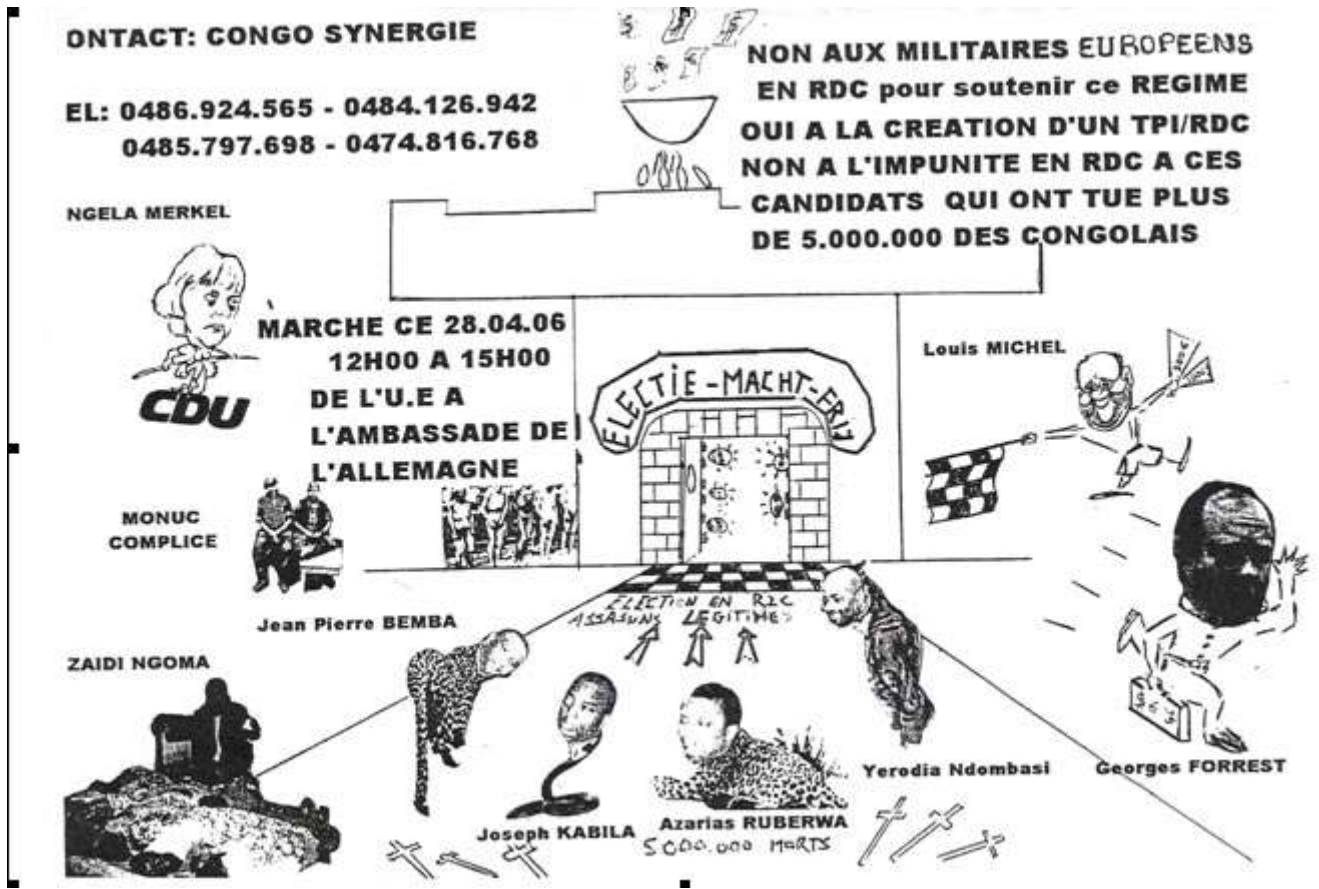 ONTACT: CONGO SYNERGIE
EL: 0486.924.565 - 0484.126.942
0485.797.698 - 0474.816.768
NON AUX MILITAIRES EUROPEENS
EN RDC pour soutenir ce REGIME
OUI A LA CREATION D'UN TPI/RDC
NON A L'IMPUNITE EN RDC A CES
CANDIDATS QUI ONT TUE PLUS
DE 5.000.000 DES CONGOLAIS
NGELA MERKEL
CDU
MARCHE CE 28.04.06
12H00 A 15H00
DE L'U.E A
L'AMBASSADE DE
L'ALLEMAGNE
ELECTIE-MACHT-FRIJ
Louis MICHEL
MONUC
COMPLICE
Jean Pierre BEMBA
ELECTION EN
LEGITIMES
ZAIDI NGOMA
Joseph KABILA
Azarias RUBERWA
5000.000 MORTS
Yerodia Ndombasi
Georges FORREST